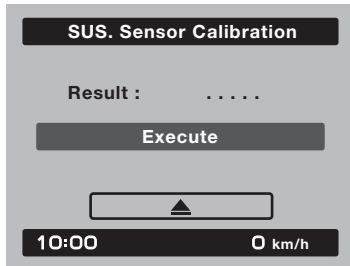 SUS. Sensor Calibration
Result : .....
Execute
10:00 0 km/h